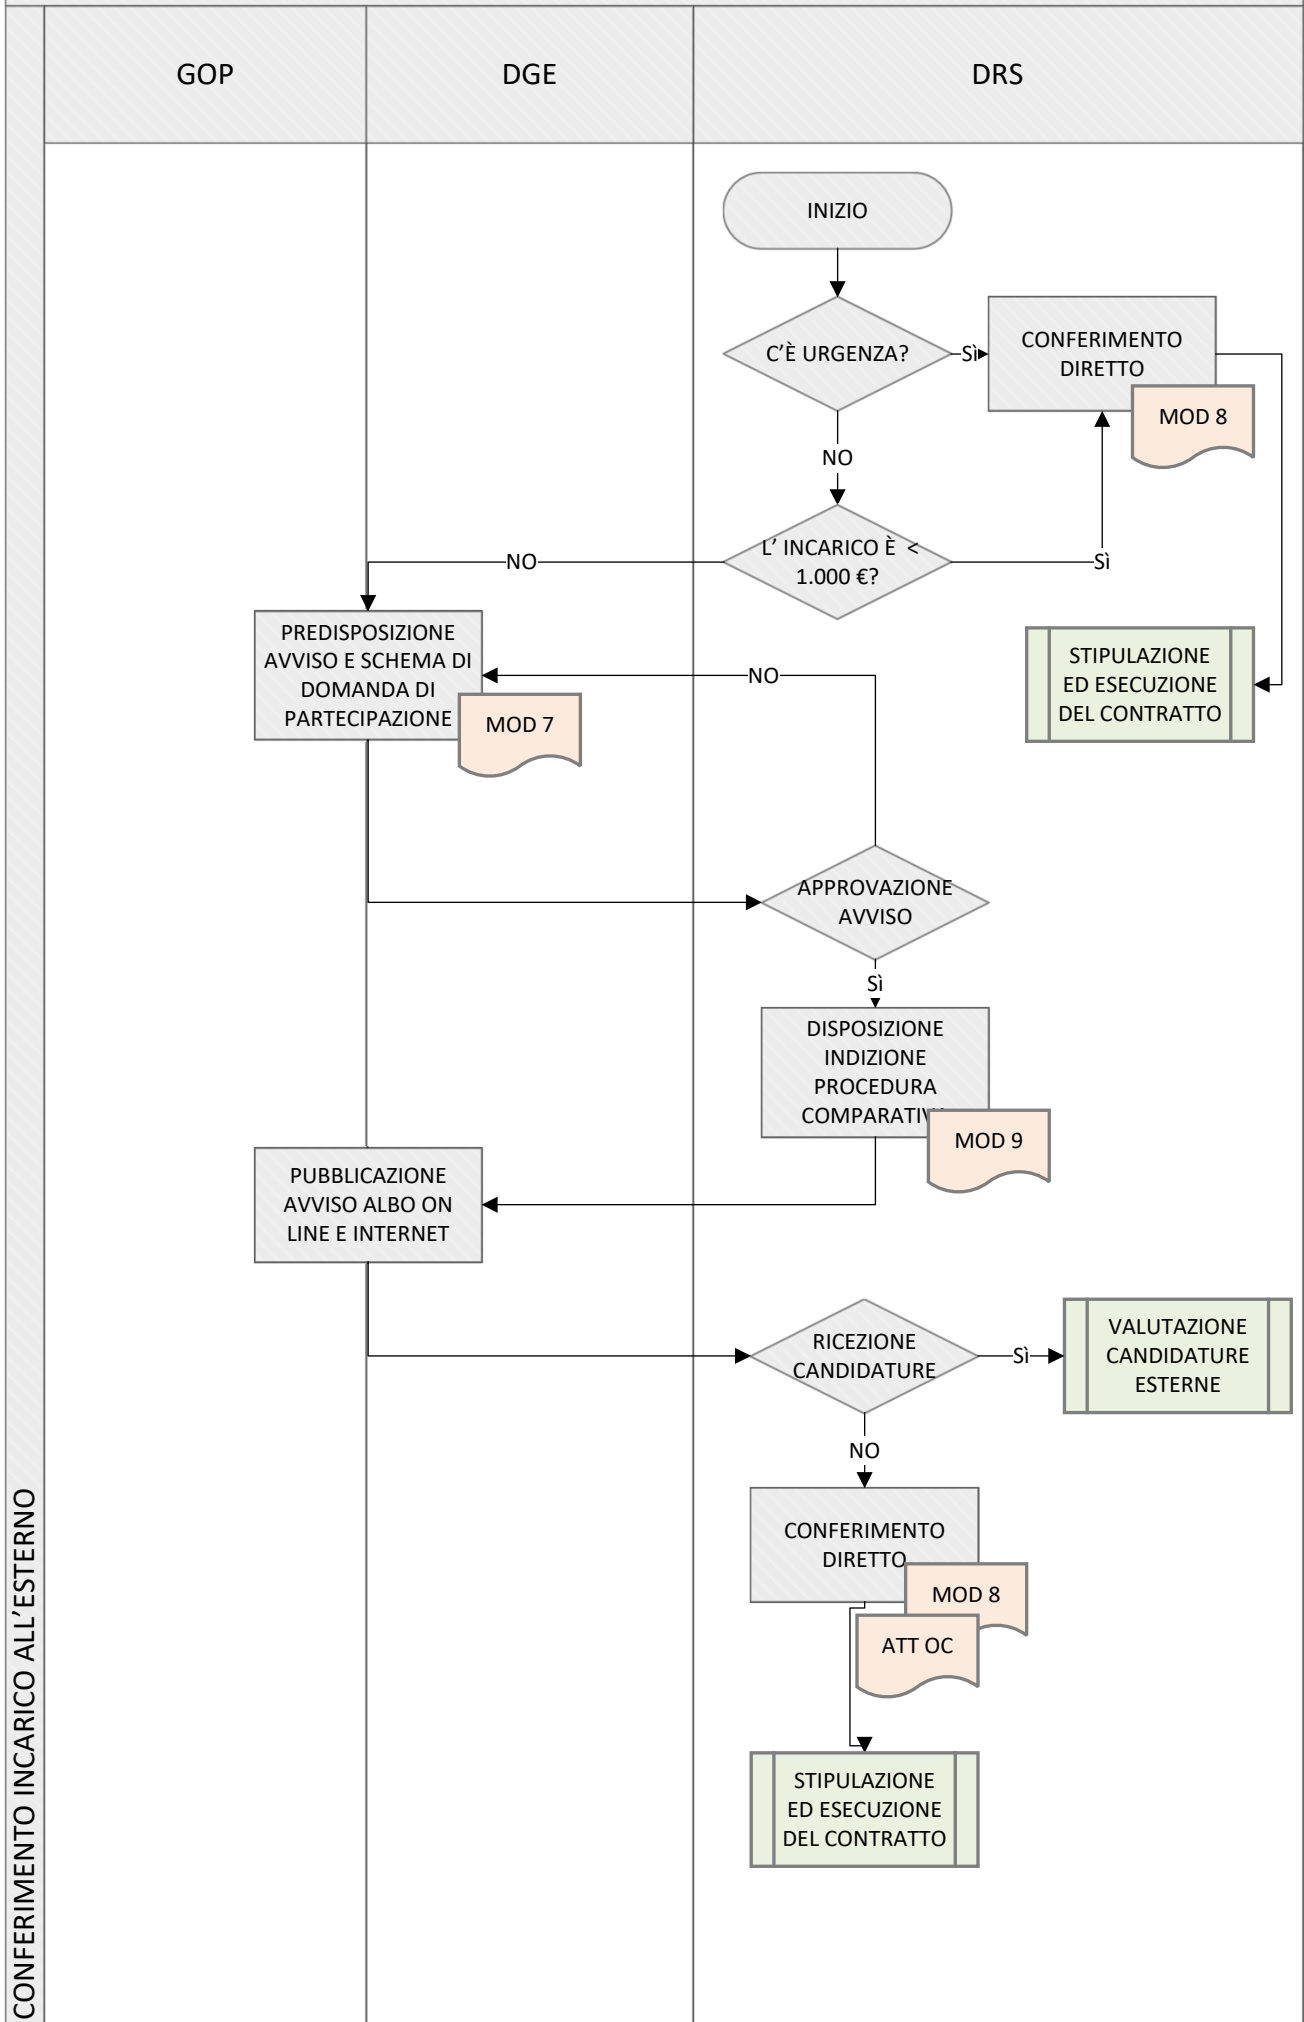 GOP
DGE
DRS
INIZIO
C'È URGENZA?
Sì
CONFERIMENTO
DIRETTO
MOD 8
NO
L' INCARICO È <
1.000 €?
NO
Sì
PREDISPOSIZIONE
AVVISO E SCHEMA DI
DOMANDA DI
PARTECIPAZIONE
MOD 7
NO
STIPULAZIONE
ED ESECUZIONE
DEL CONTRATTO
APPROVAZIONE
AVVISO
Sì
DISPOSIZIONE
INDIZIONE
PROCEDURA
COMPARATIVA
MOD 9
PUBBLICAZIONE
AVVISO ALBO ON
LINE E INTERNET
RICEZIONE
CANDIDATURE
Sì
VALUTAZIONE
CANDIDATURE
ESTERNE
NO
CONFERIMENTO
DIRETTO
MOD 8
ATT OC
STIPULAZIONE
ED ESECUZIONE
DEL CONTRATTO
CONFERIMENTO INCARICO ALL'ESTERNO